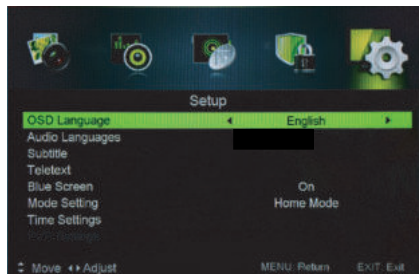 Setup
OSD Language English
Audio Languages
Subtitle
Teletext
Blue Screen On
Mode Setting Home Mode
Time Settings
Move Adjust MENU: Return EXIT: Exit